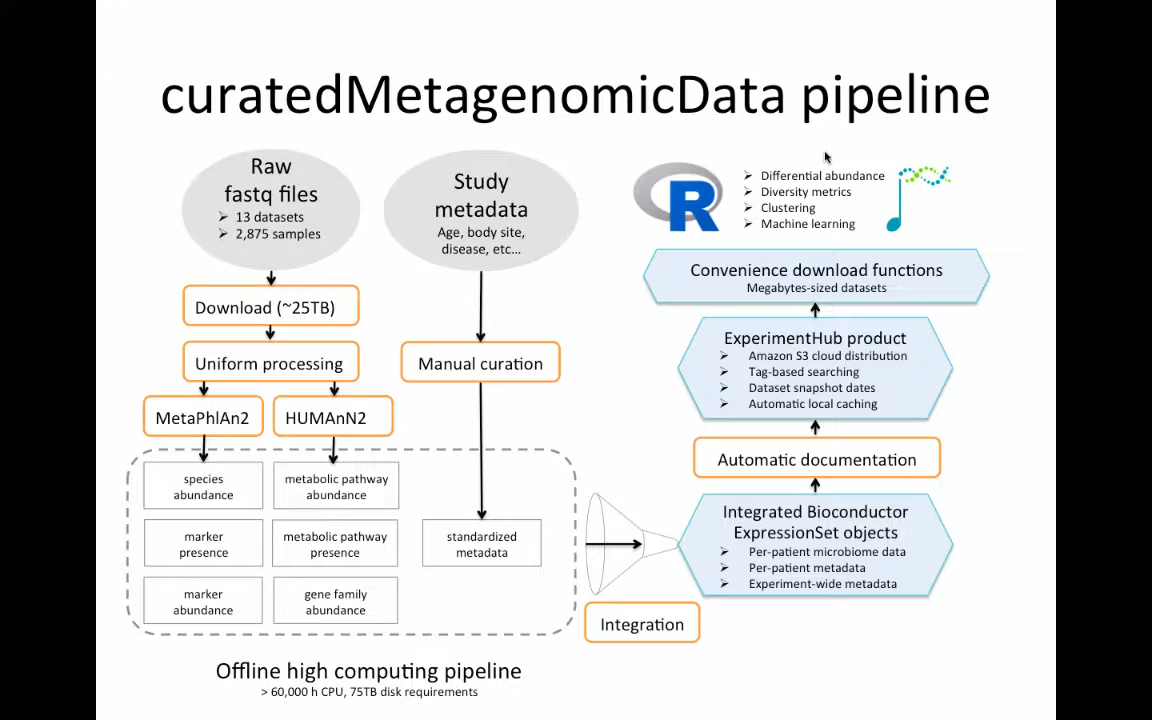 curatedMetagenomicData pipeline
Raw
fastq files
➢ 13 datasets
➢ 2,875 samples
Study
metadata
Age, body site,
disease, etc...
R
➢ Differential abundance
➢ Diversity metrics
➢ Clustering
➢ Machine learning
Download (~25TB)
Uniform processing
MetaPhlAn2
HUMAnN2
Manual curation
species
abundance
metabolic pathway
abundance
marker
presence
metabolic pathway
presence
standardized
metadata
marker
abundance
gene family
abundance
Offline high computing pipeline
> 60,000 h CPU, 75TB disk requirements
Integration
Convenience download functions
Megabytes-sized datasets
ExperimentHub product
➢ Amazon S3 cloud distribution
➢ Tag-based searching
➢ Dataset snapshot dates
➢ Automatic local caching
Automatic documentation
Integrated Bioconductor
ExpressionSet objects
➢ Per-patient microbiome data
➢ Per-patient metadata
➢ Experiment-wide metadata